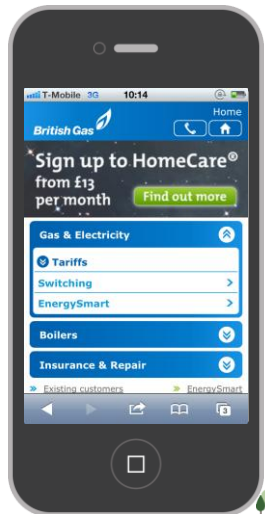 T-Mobile 3G 10:14
Home
British Gas
Sign up to HomeCare®
from £13
per month
Find out more
Gas & Electricity
Tariffs
Switching
EnergySmart
Boilers
Insurance & Repair
Existing customers
EnergySmart
3